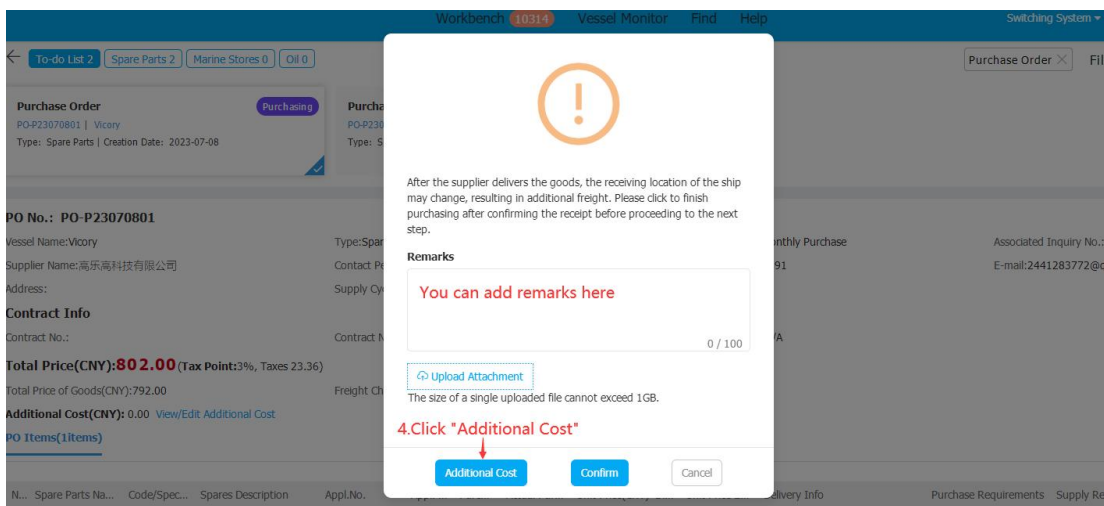 Workbench 10314 Vessel Monitor Find Help Switching System
To-do List 2 Spare Parts 2 Marine Stores 0 Oil 0 Purchase Order
Purchase Order Purchasing
PO-P23070801 | Vicory
Type: Spare Parts | Creation Date: 2023-07-08
After the supplier delivers the goods, the receiving location of the ship
may change, resulting in additional freight. Please click to finish
purchasing after confirming the receipt before proceeding to the next
step.
Remarks
You can add remarks here
0 / 100
Upload Attachment
The size of a single uploaded file cannot exceed 1GB.
4.Click "Additional Cost"
Additional Cost Confirm Cancel
PO No.: PO-P23070801
Vessel Name:Vicory Purchase Associated Inquiry No.:
Supplier Name:高乐高科技有限公司 Contact 91 E-mail:2441283772@
Address: Supply
Contract Info
Contract No.: Contract
Total Price(CNY):802.00 (Tax Point:3%, Taxes 23.36)
Total Price of Goods(CNY):792.00 Freight
Additional Cost(CNY): 0.00 View/Edit Additional Cost
PO Items(1items)
N... Spare Parts Na... Code/Spec... Spares Description Appl.No. Delivery Info Purchase Requirements Supply